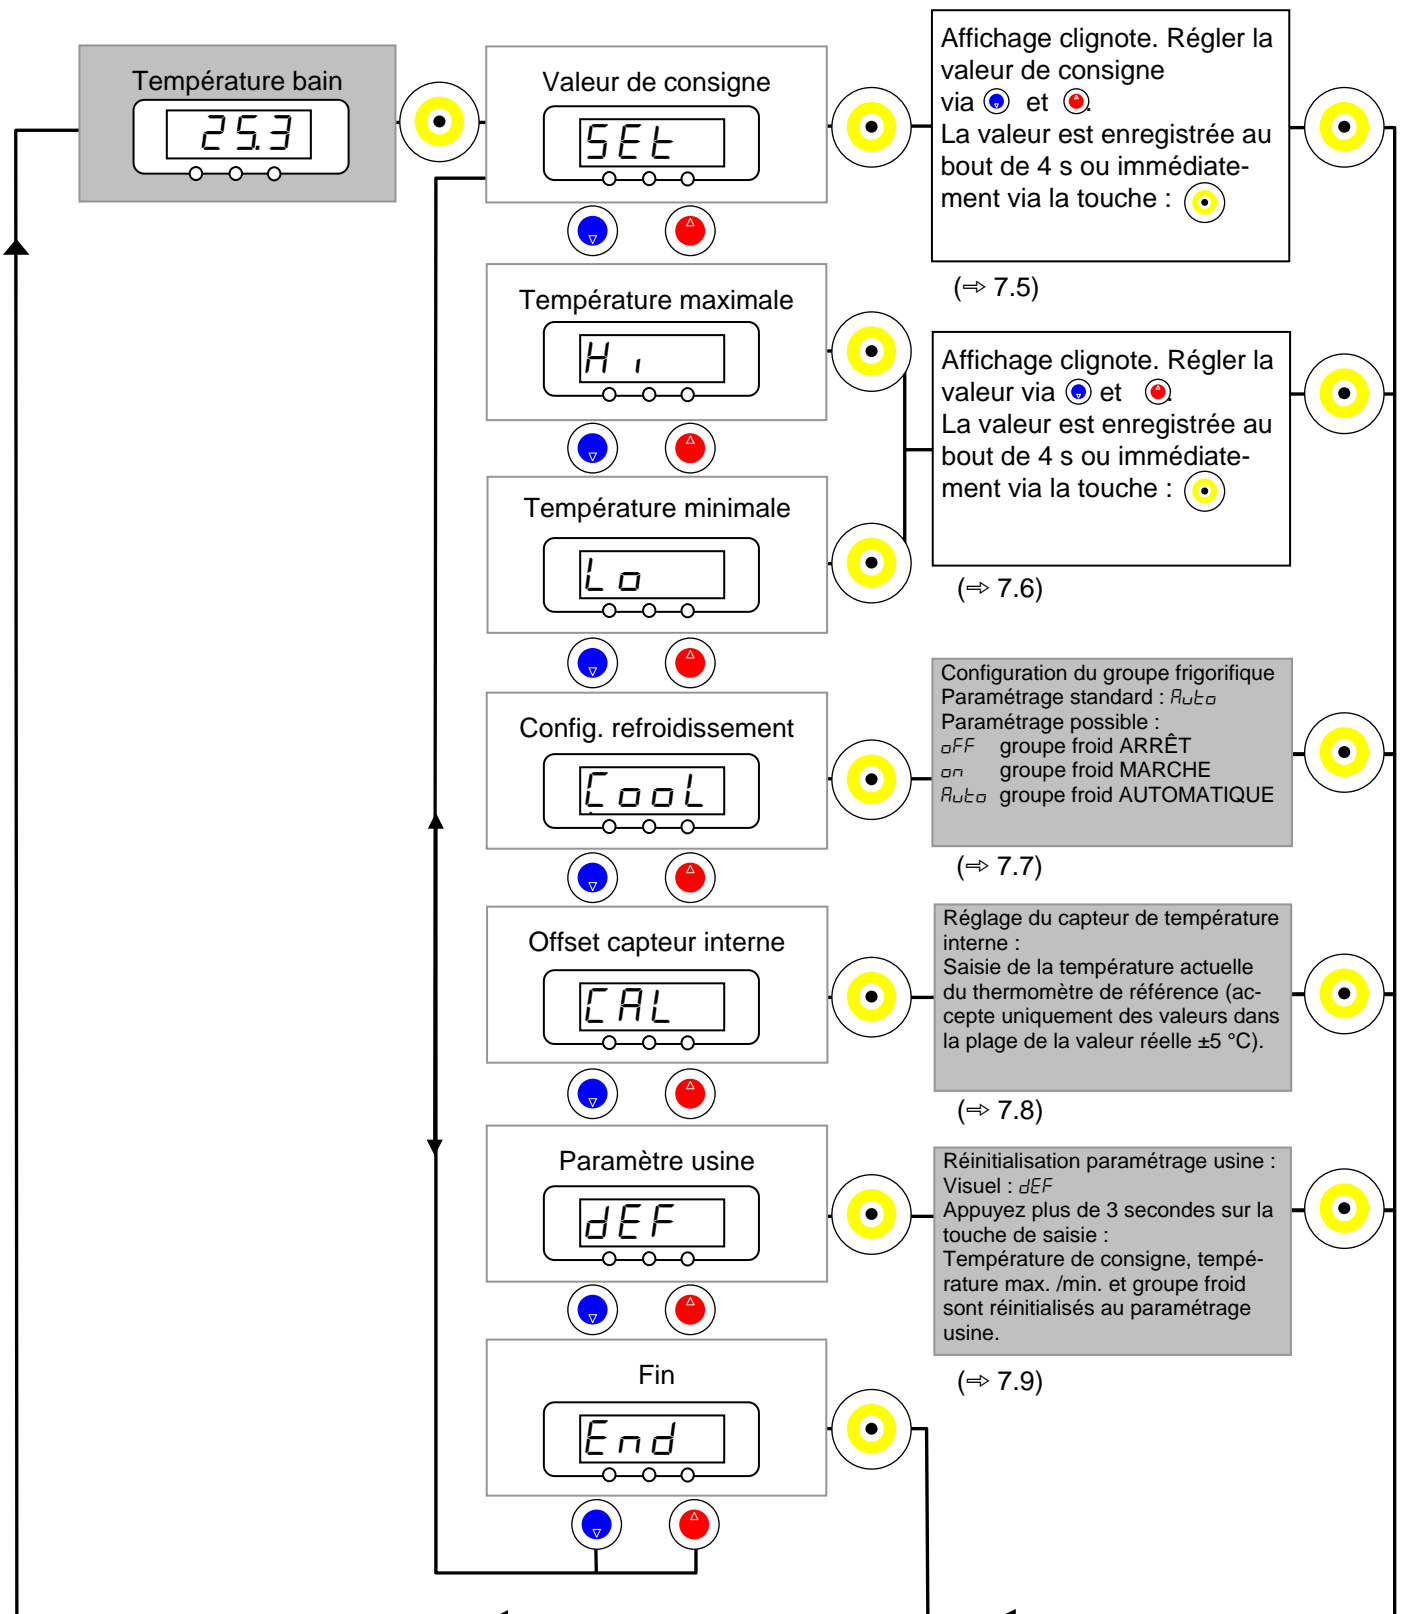 Température bain
25.3
Valeur de consigne
SEt
Affichage clignote. Régler la
valeur de consigne
via et .
La valeur est enregistrée au
bout de 4 s ou immédiate-
ment via la touche :
(⇨ 7.5)
Température maximale
Hi
Affichage clignote. Régler la
valeur via et .
La valeur est enregistrée au
bout de 4 s ou immédiate-
ment via la touche :
(⇨ 7.6)
Température minimale
Lo
Config. refroidissement
CooL
Configuration du groupe frigorifique
Paramétrage standard : Auto
Paramétrage possible :
oFF groupe froid ARRÊT
on groupe froid MARCHE
Auto groupe froid AUTOMATIQUE
(⇨ 7.7)
Offset capteur interne
CAL
Réglage du capteur de température
interne :
Saisie de la température actuelle
du thermomètre de référence (ac-
cepte uniquement des valeurs dans
la plage de la valeur réelle ±5 °C).
(⇨ 7.8)
Paramètre usine
dEF
Réinitialisation paramétrage usine :
Visuel : dEF
Appuyez plus de 3 secondes sur la
touche de saisie :
Température de consigne, tempé-
rature max. /min. et groupe froid
sont réinitialisés au paramétrage
usine.
(⇨ 7.9)
Fin
End